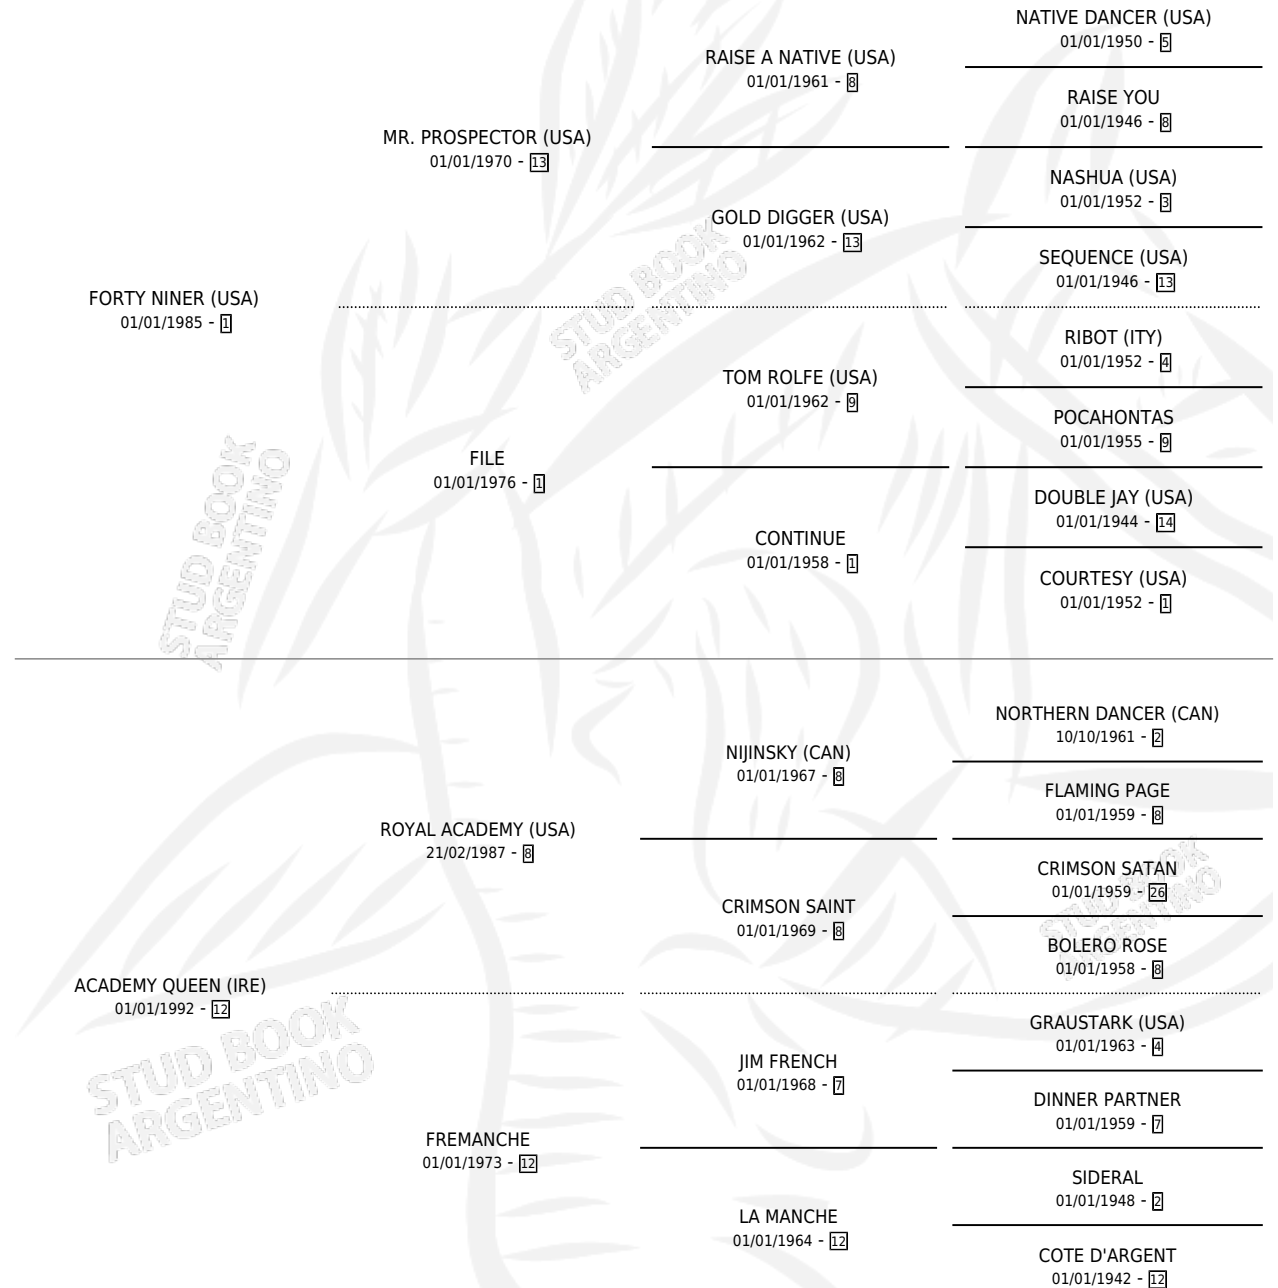 NATIVE DANCER (USA)
01/01/1950 - 5
RAISE A NATIVE (USA)
01/01/1961 - 8
RAISE YOU
01/01/1946 - 8
MR. PROSPECTOR (USA)
01/01/1970 - 13
NASHUA (USA)
01/01/1952 - 3
GOLD DIGGER (USA)
01/01/1962 - 13
SEQUENCE (USA)
01/01/1946 - 13
STUD BOOK
ARGENTINO
FORTY NINER (USA)
01/01/1985 - 1
RIBOT (ITY)
01/01/1952 - 4
TOM ROLFE (USA)
01/01/1962 - 9
POCAHONTAS
01/01/1955 - 9
FILE
01/01/1976 - 1
DOUBLE JAY (USA)
01/01/1944 - 14
CONTINUE
01/01/1958 - 1
COURTESY (USA)
01/01/1952 - 1
STUD BOOK
ARGENTINO
NORTHERN DANCER (CAN)
10/10/1961 - 2
NIJINSKY (CAN)
01/01/1967 - 8
FLAMING PAGE
01/01/1959 - 8
ROYAL ACADEMY (USA)
21/02/1987 - 8
CRIMSON SATAN
01/01/1959 - 26
CRIMSON SAINT
01/01/1969 - 8
STUD BOOK
ARGENTINO
BOLERO ROSE
01/01/1958 - 8
ACADEMY QUEEN (IRE)
01/01/1992 - 12
GRAUSTARK (USA)
01/01/1963 - 4
JIM FRENCH
01/01/1968 - 7
STUD BOOK
ARGENTINO
DINNER PARTNER
01/01/1959 - 7
FREMANCHE
01/01/1973 - 12
SIDERAL
01/01/1948 - 2
LA MANCHE
01/01/1964 - 12
COTE D'ARGENT
01/01/1942 - 12